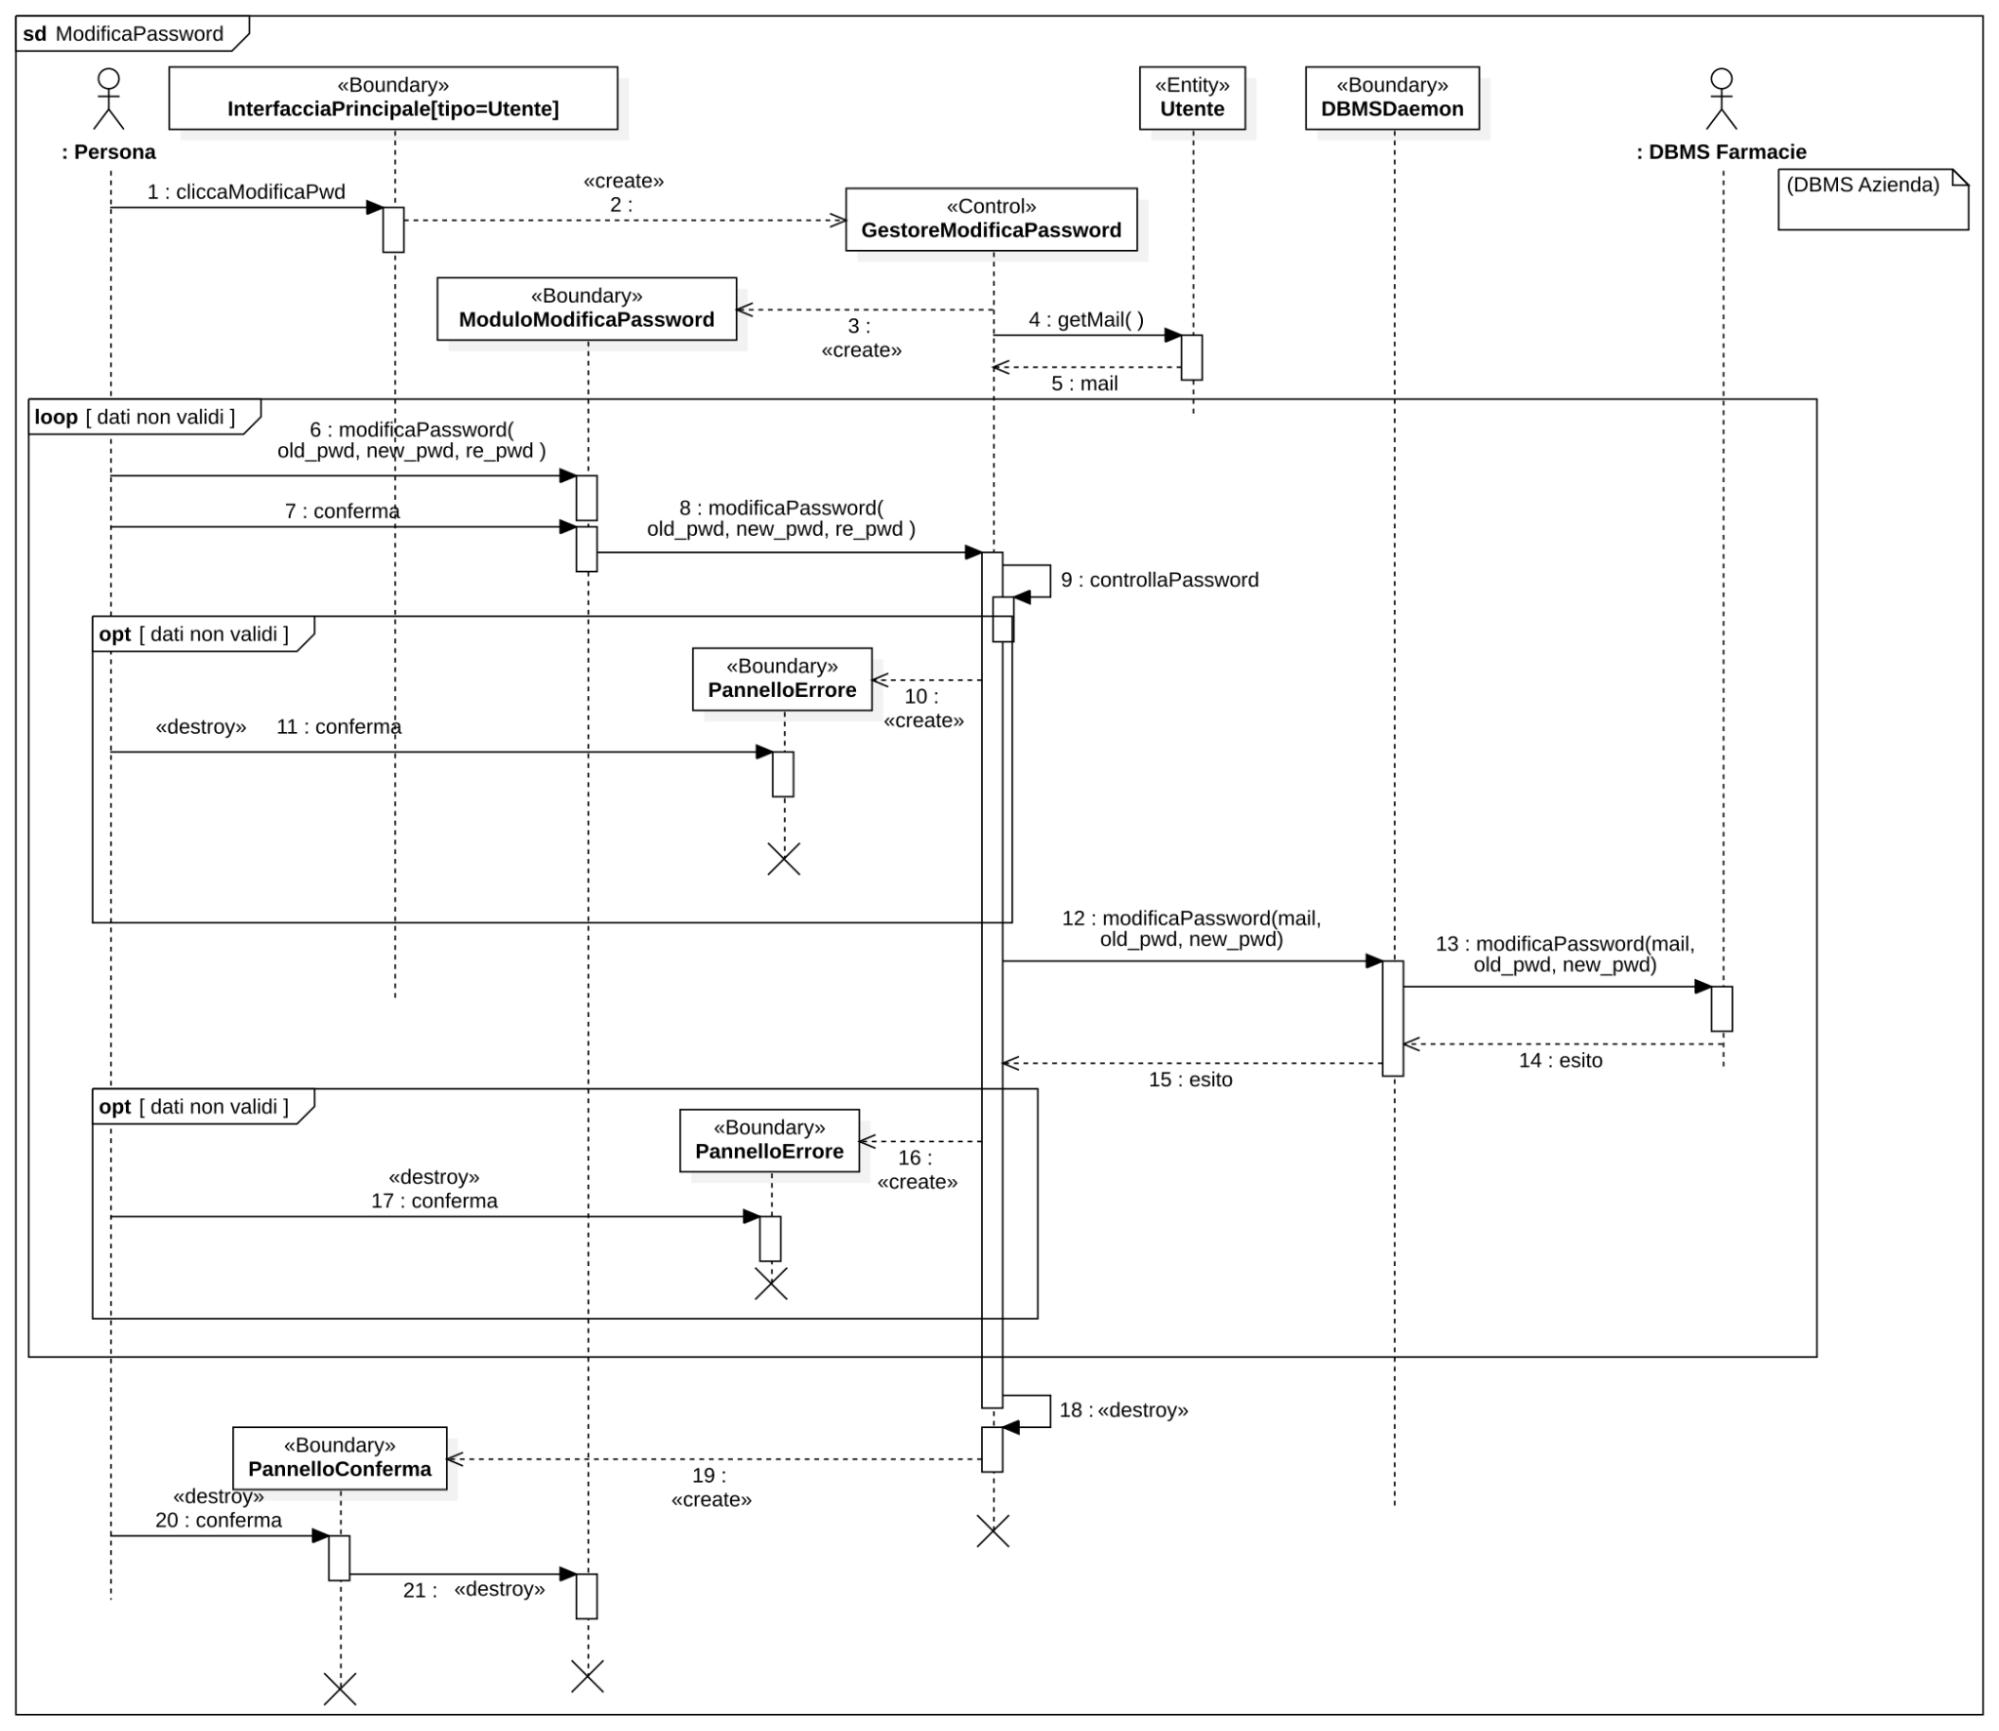 sd ModificaPassword
«Boundary»
InterfacciaPrincipale[tipo=Utente]
«Entity»
Utente
«Boundary»
DBMSDaemon
: Persona
: DBMS Farmacie
(DBMS Azienda)
1 : cliccaModificaPwd
«create»
2 :
«Control»
GestoreModificaPassword
«Boundary»
ModuloModificaPassword
3 :
«create»
4 : getMail( )
5 : mail
loop [ dati non validi ]
6 : modificaPassword(
old_pwd, new_pwd, re_pwd )
7 : conferma
8 : modificaPassword(
old_pwd, new_pwd, re_pwd )
9 : controllaPassword
opt [ dati non validi ]
«Boundary»
PannelloErrore
10 :
«create»
«destroy» 11 : conferma
12 : modificaPassword(mail,
old_pwd, new_pwd)
13 : modificaPassword(mail,
old_pwd, new_pwd)
14 : esito
15 : esito
opt [ dati non validi ]
«Boundary»
PannelloErrore
16 :
«create»
«destroy»
17 : conferma
18 : «destroy»
«Boundary»
PannelloConferma
19 :
«create»
«destroy»
20 : conferma
21 : «destroy»